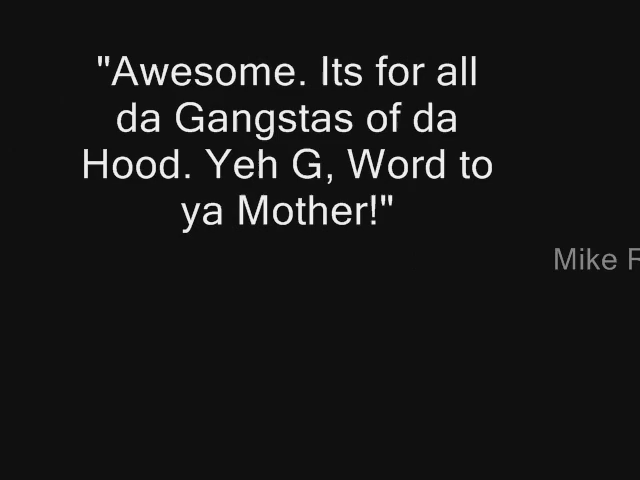 "Awesome. Its for all
da Gangstas of da
Hood. Yeh G, Word to
ya Mother!"
Mike